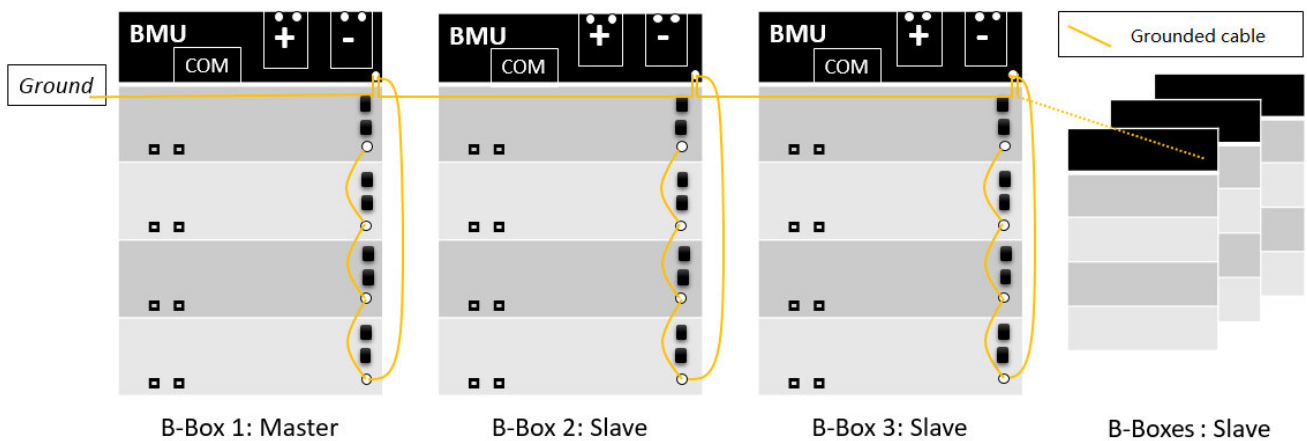 BMU + -
COM
BMU + -
COM
BMU + -
COM
Grounded cable
Ground
B-Box 1: Master
B-Box 2: Slave
B-Box 3: Slave
B-Boxes : Slave